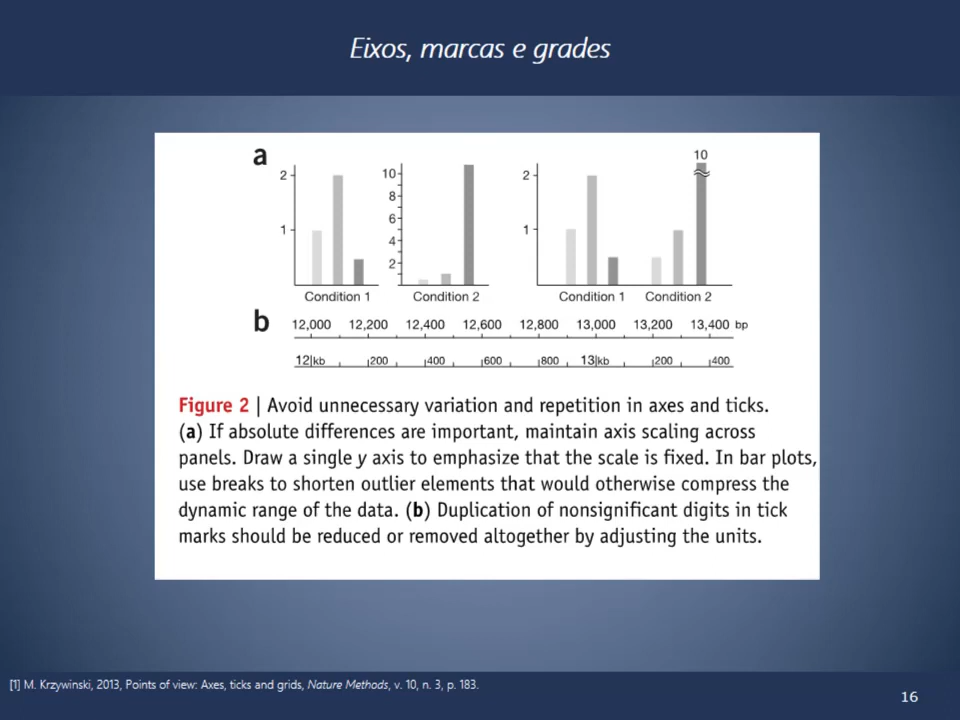 Eixos, marcas e grades
a
2
1
Condition 1
10
8
6
4
2
Condition 2
2
1
10
Condition 1 Condition 2
b
12,000 12,200 12,400 12,600 12,800 13,000 13,200 13,400 bp
12|kb 200 400 600 800 13|kb 200 400
Figure 2 | Avoid unnecessary variation and repetition in axes and ticks.
(a) If absolute differences are important, maintain axis scaling across
panels. Draw a single y axis to emphasize that the scale is fixed. In bar plots,
use breaks to shorten outlier elements that would otherwise compress the
dynamic range of the data. (b) Duplication of nonsignificant digits in tick
marks should be reduced or removed altogether by adjusting the units.
[1] M. Krzywinski, 2013, Points of view: Axes, ticks and grids, Nature Methods, v. 10, n. 3, p. 183.
16